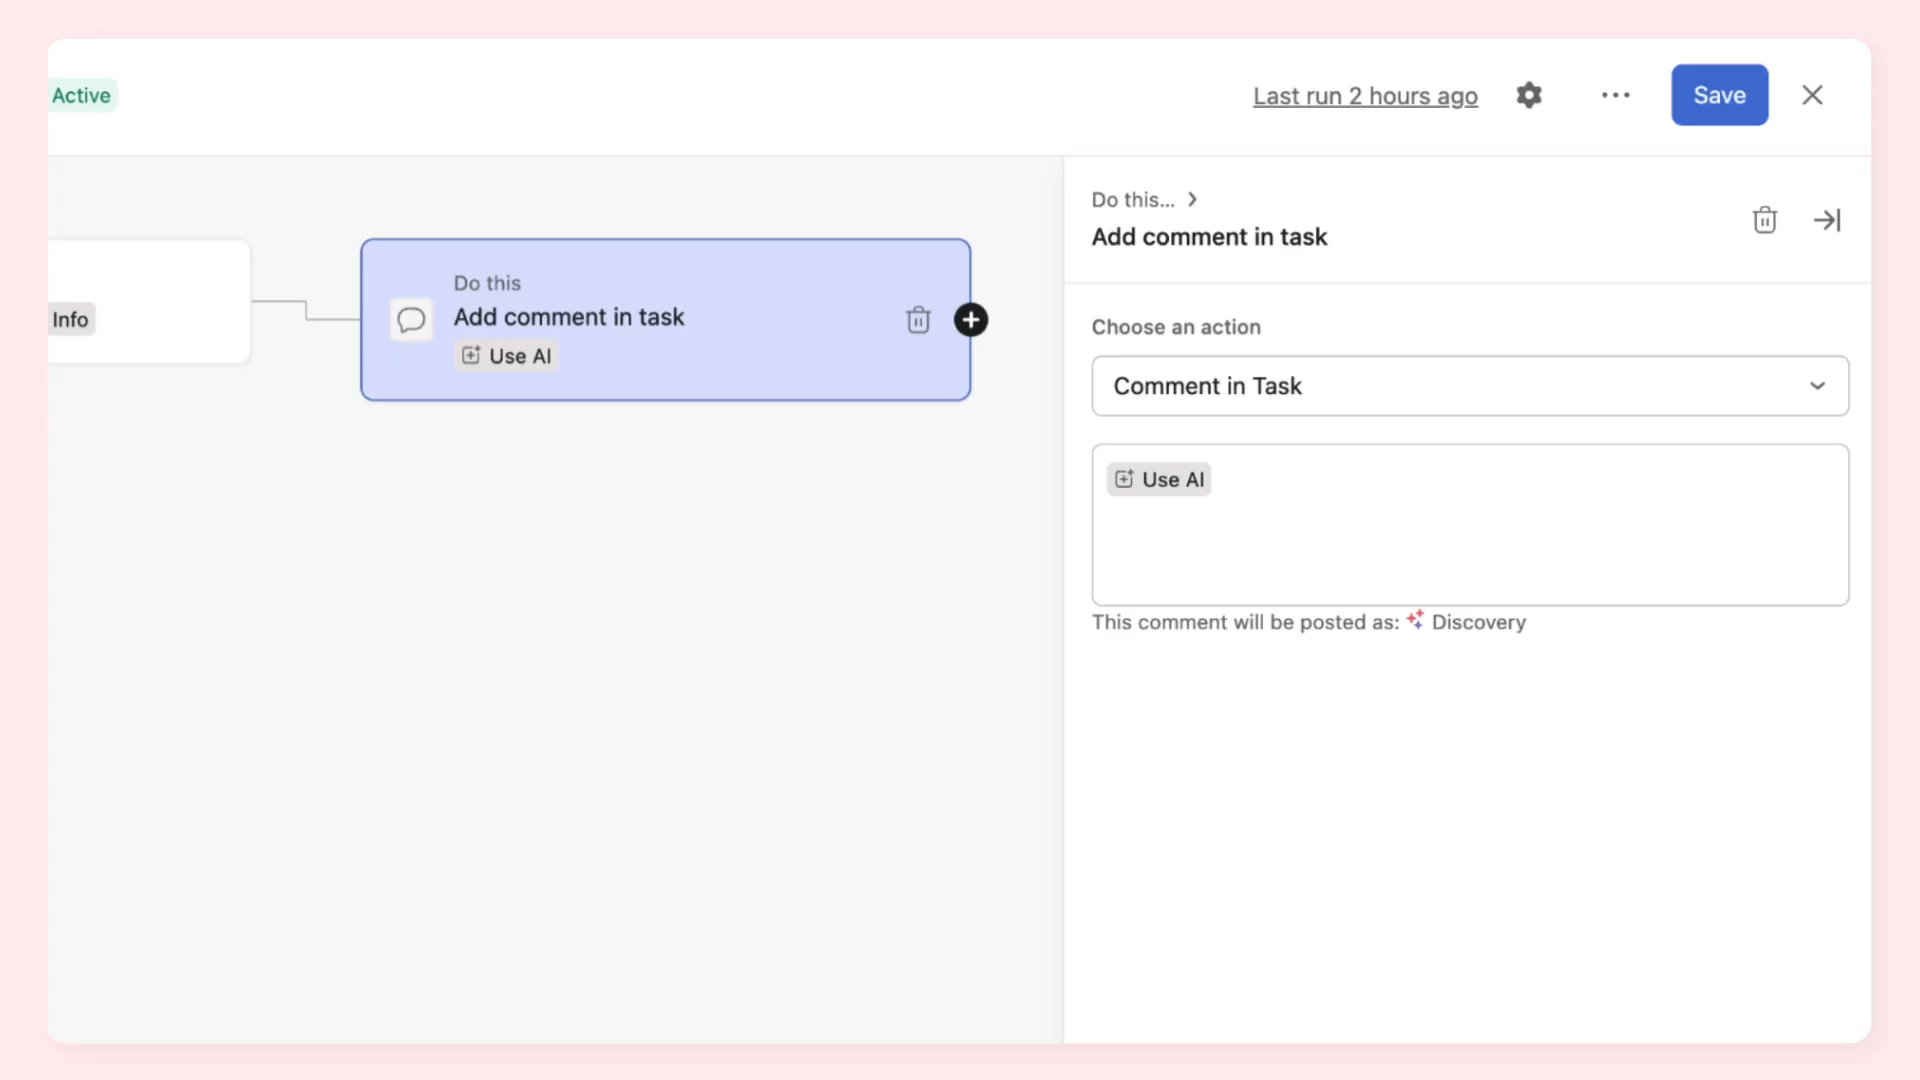 Active
Last run 2 hours ago
Save
Info
Do this
Add comment in task
Use AI
Do this...
Add comment in task
Choose an action
Comment in Task
Use AI
This comment will be posted as: Discovery